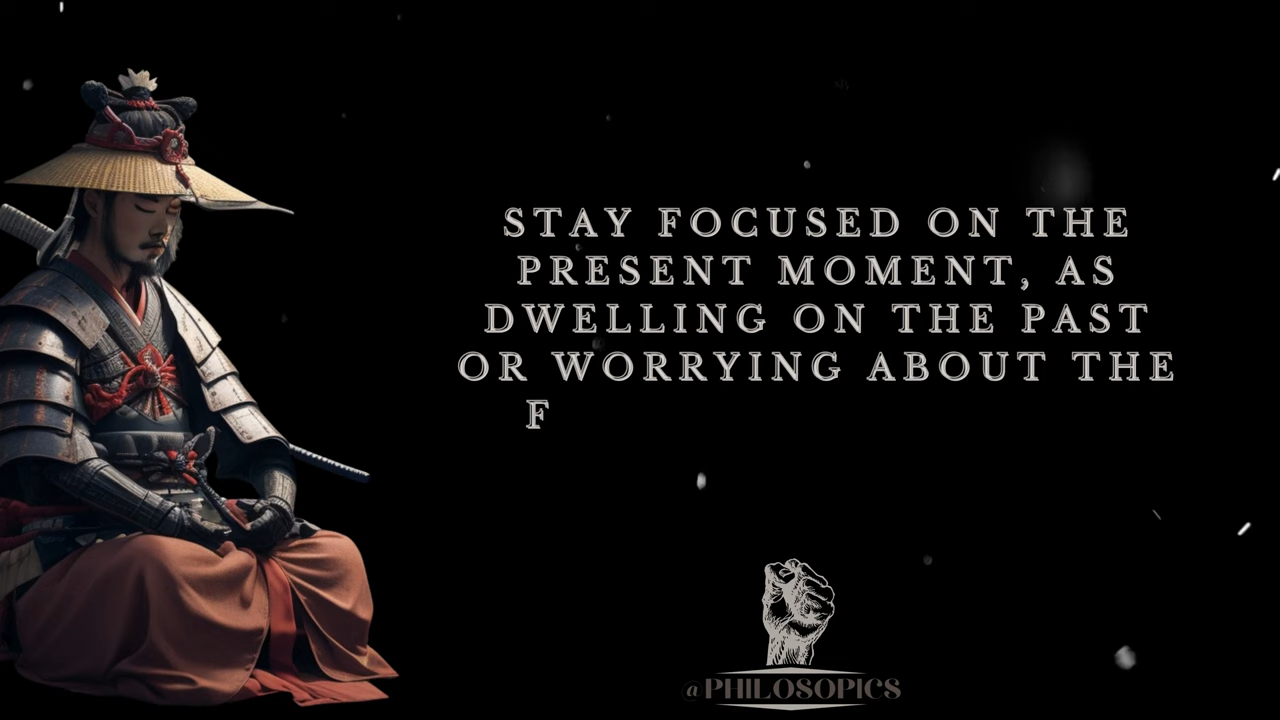 STAY FOCUSED ON THE
PRESENT MOMENT, AS
DWELLING ON THE PAST
OR WORRYING ABOUT THE
F
@PHILOSOPICS